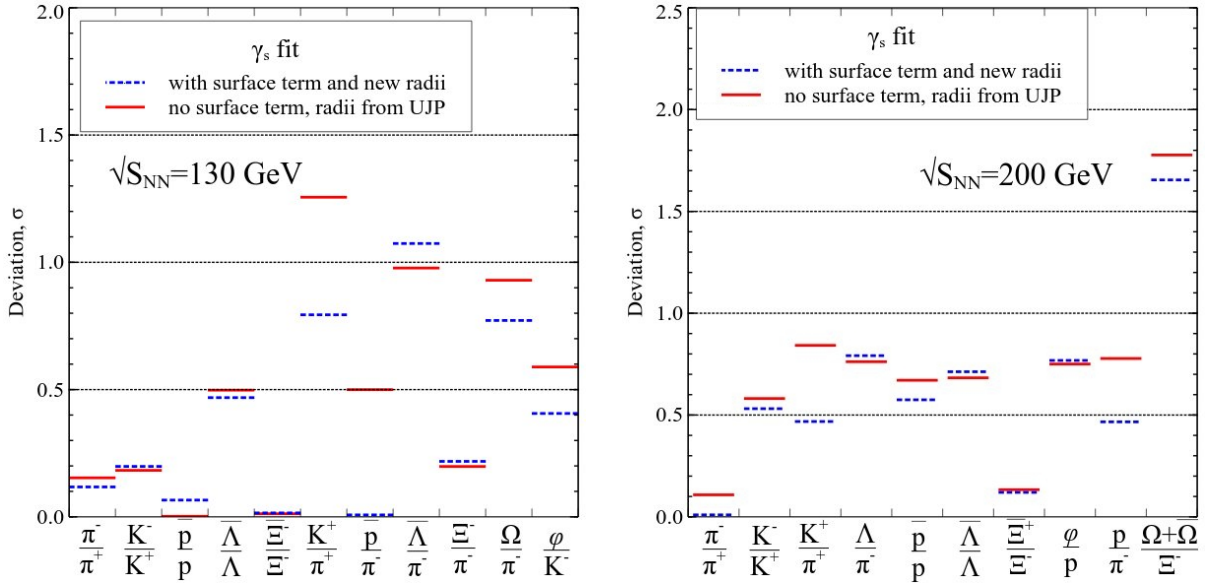 γs fit
with surface term and new radii
no surface term, radii from UJP
√SNN=130 GeV
Deviation, σ
2.0
1.5
1.0
0.5
0.0
π⁻/π⁺ K⁻/K⁺ p̅/p Λ̅/Λ Ξ̅⁻/Ξ⁻ K⁺/π⁺ p̅/π⁻ Λ̅/π⁻ Ξ⁻/π⁻ Ω/π⁻ φ/K⁻
γs fit
with surface term and new radii
no surface term, radii from UJP
√SNN=200 GeV
Deviation, σ
2.5
2.0
1.5
1.0
0.5
0.0
π⁻/π⁺ K⁻/K⁺ K⁺/π⁺ Λ/π⁻ p̅/p Λ̅/Λ Ξ̅⁺/Ξ⁻ φ/p p/π⁻ Ω+Ω̅/Ξ⁻